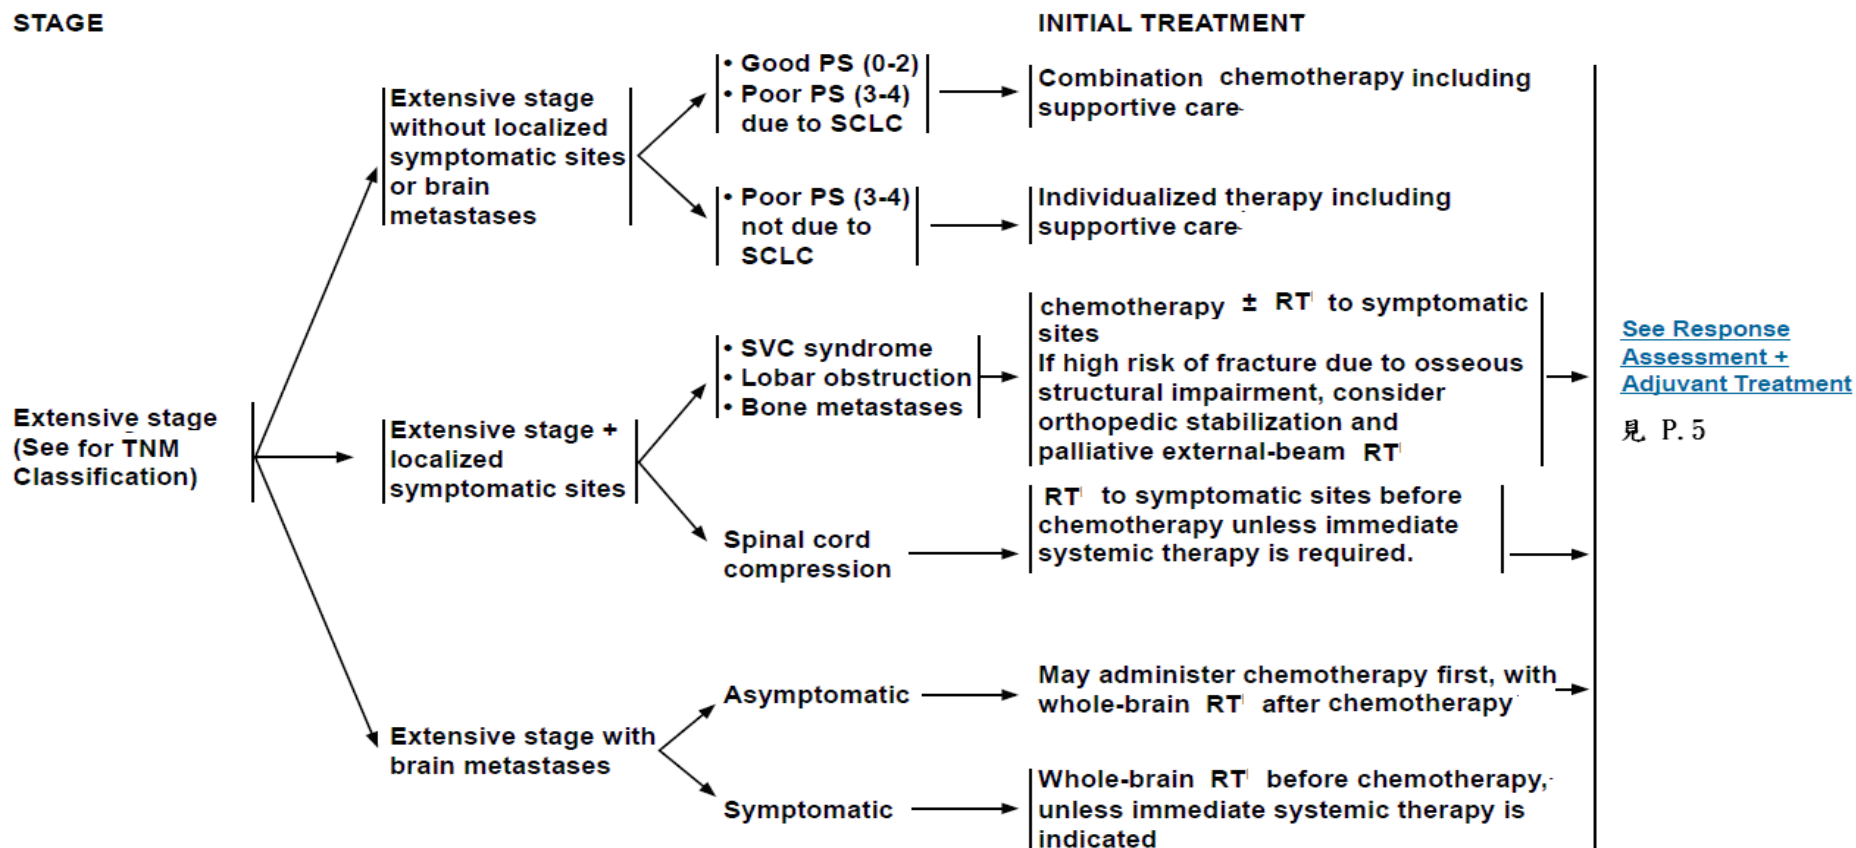 STAGE
INITIAL TREATMENT
Extensive stage
(See for TNM
Classification)
Extensive stage
without localized
symptomatic sites
or brain
metastases
• Good PS (0-2)
• Poor PS (3-4)
due to SCLC
Combination chemotherapy including
supportive care
• Poor PS (3-4)
not due to
SCLC
Individualized therapy including
supportive care
Extensive stage +
localized
symptomatic sites
• SVC syndrome
• Lobar obstruction
• Bone metastases
chemotherapy ± RT to symptomatic
sites
If high risk of fracture due to osseous
structural impairment, consider
orthopedic stabilization and
palliative external-beam RT
Spinal cord
compression
RT to symptomatic sites before
chemotherapy unless immediate
systemic therapy is required.
Extensive stage with
brain metastases
Asymptomatic
May administer chemotherapy first, with
whole-brain RT after chemotherapy
Symptomatic
Whole-brain RT before chemotherapy,
unless immediate systemic therapy is
indicated
See Response
Assessment +
Adjuvant Treatment
見 P.5